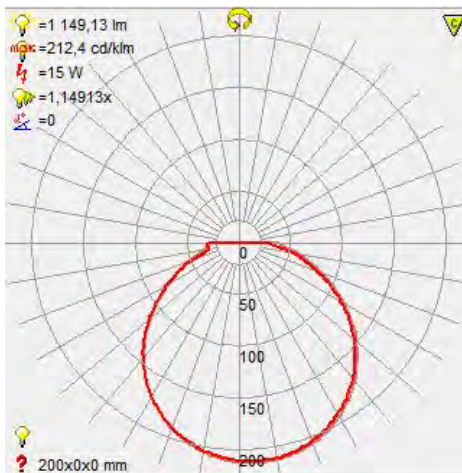 =1 149,13 lm
max =212,4 cd/klm
=15 W
=1,14913x
=0
C
0
50
100
150
200
? 200x0x0 mm